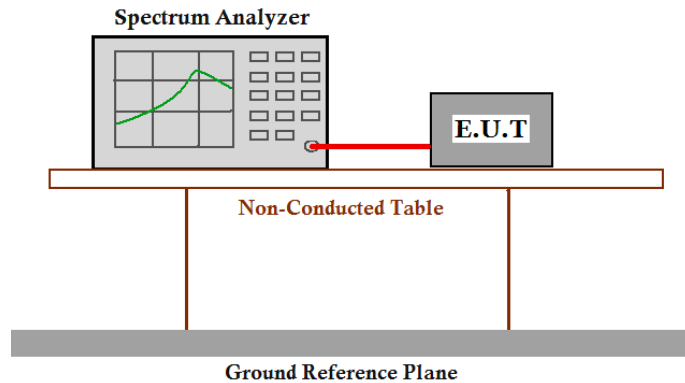 Spectrum Analyzer
E.U.T
Non-Conducted Table
Ground Reference Plane